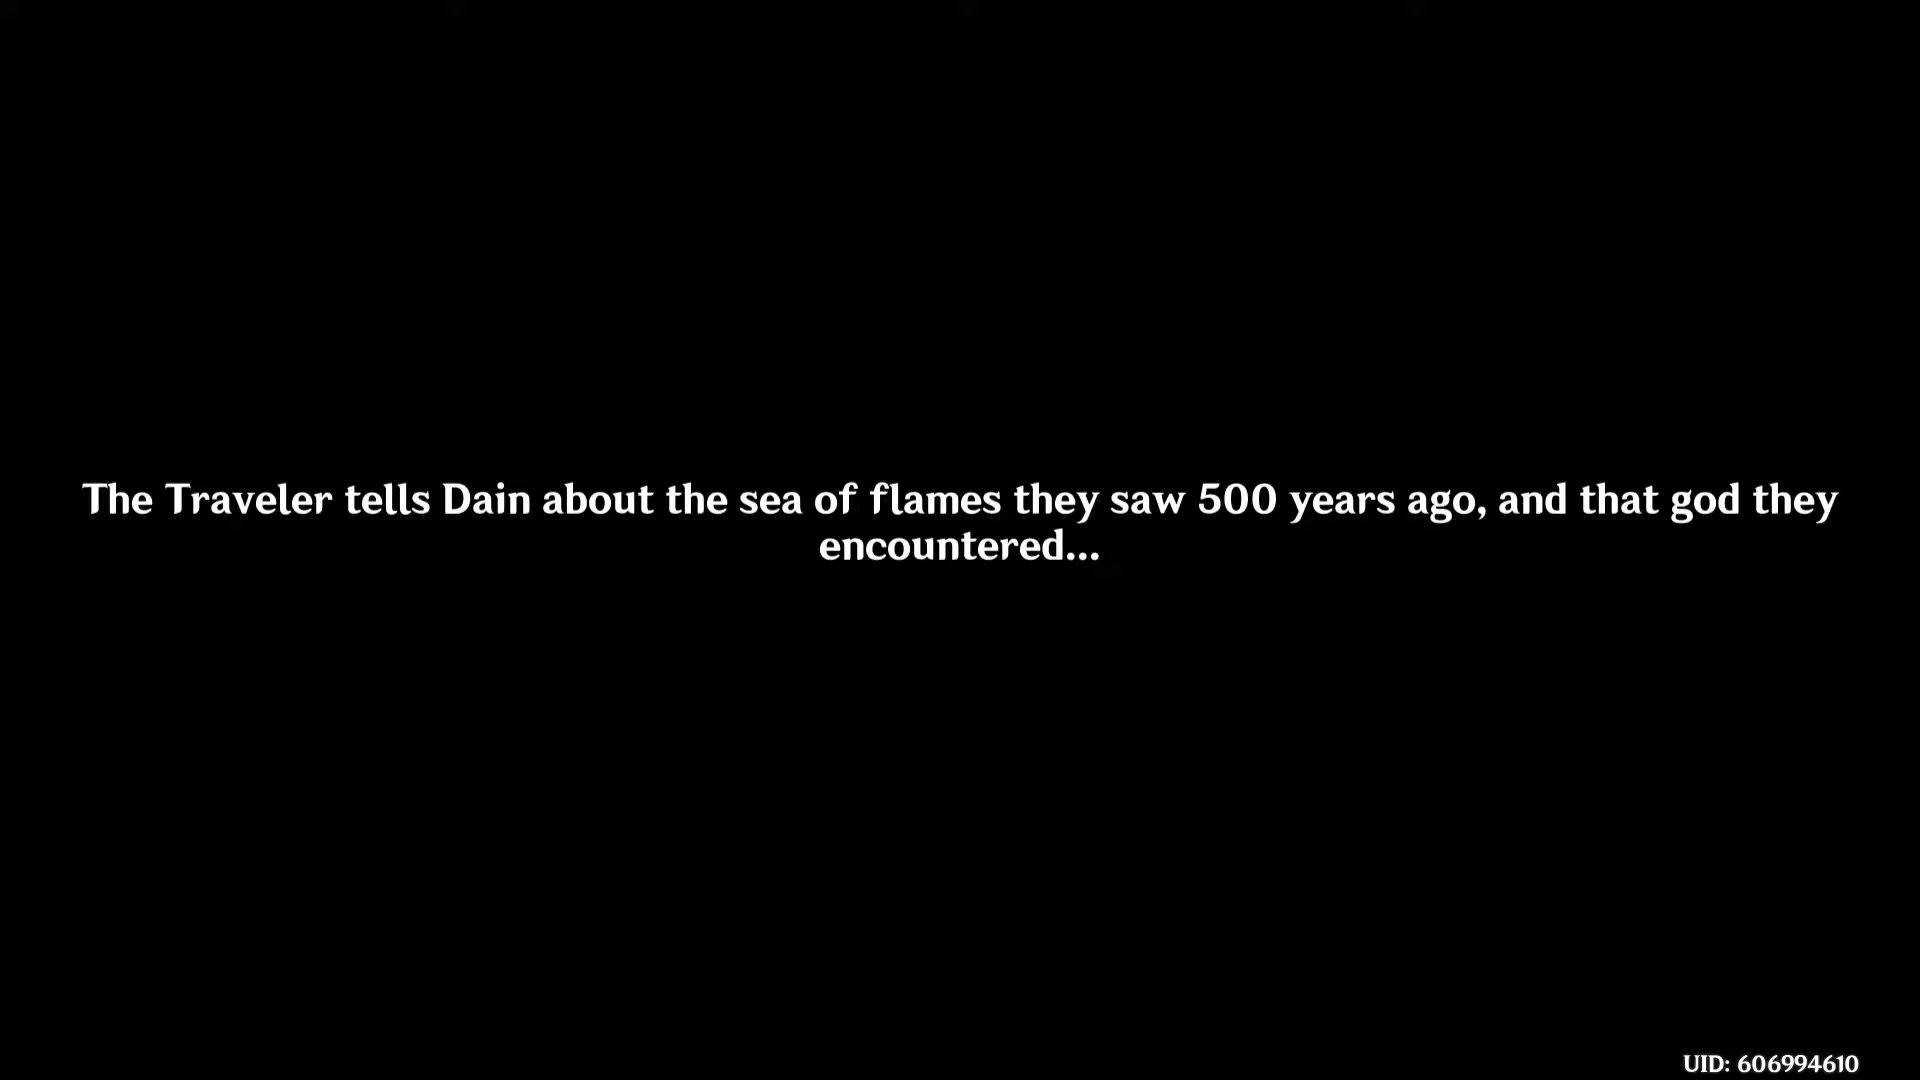 The Traveler tells Dain about the sea of flames they saw 500 years ago, and that god they
encountered...
UID: 606994610